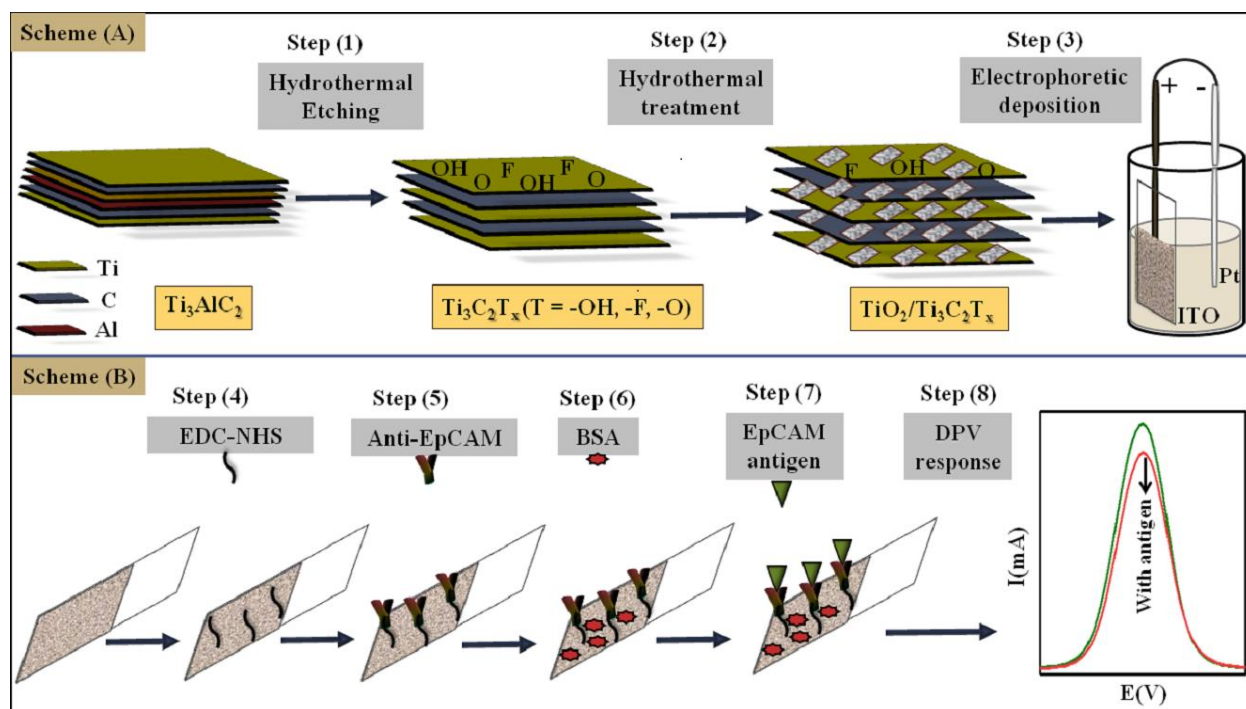 Scheme (A)
Step (1)
Hydrothermal
Etching
Step (2)
Hydrothermal
treatment
Step (3)
Electrophoretic
deposition
+ -
OH F F
O OH O
F OH O
Ti
C
Al
Ti₃AlC₂
Ti₃C₂Tₓ(T = -OH, -F, -O)
TiO₂/Ti₃C₂Tₓ
Pt
ITO
Scheme (B)
Step (4)
EDC-NHS
Step (5)
Anti-EpCAM
Step (6)
BSA
Step (7)
EpCAM
antigen
Step (8)
DPV
response
I(mA)
With antigen
E(V)